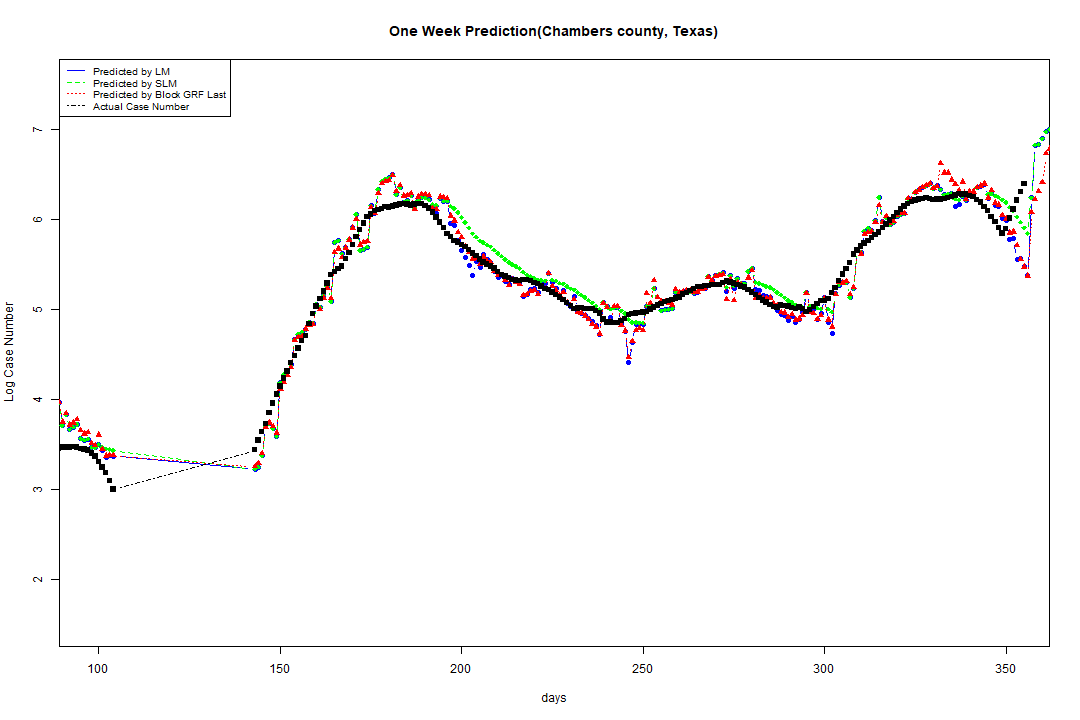 One Week Prediction(Chambers county, Texas)
Predicted by LM
Predicted by SLM
Predicted by Block GRF Last
Actual Case Number
Log Case Number
7
6
5
4
3
2
100 150 200 250 300 350
days